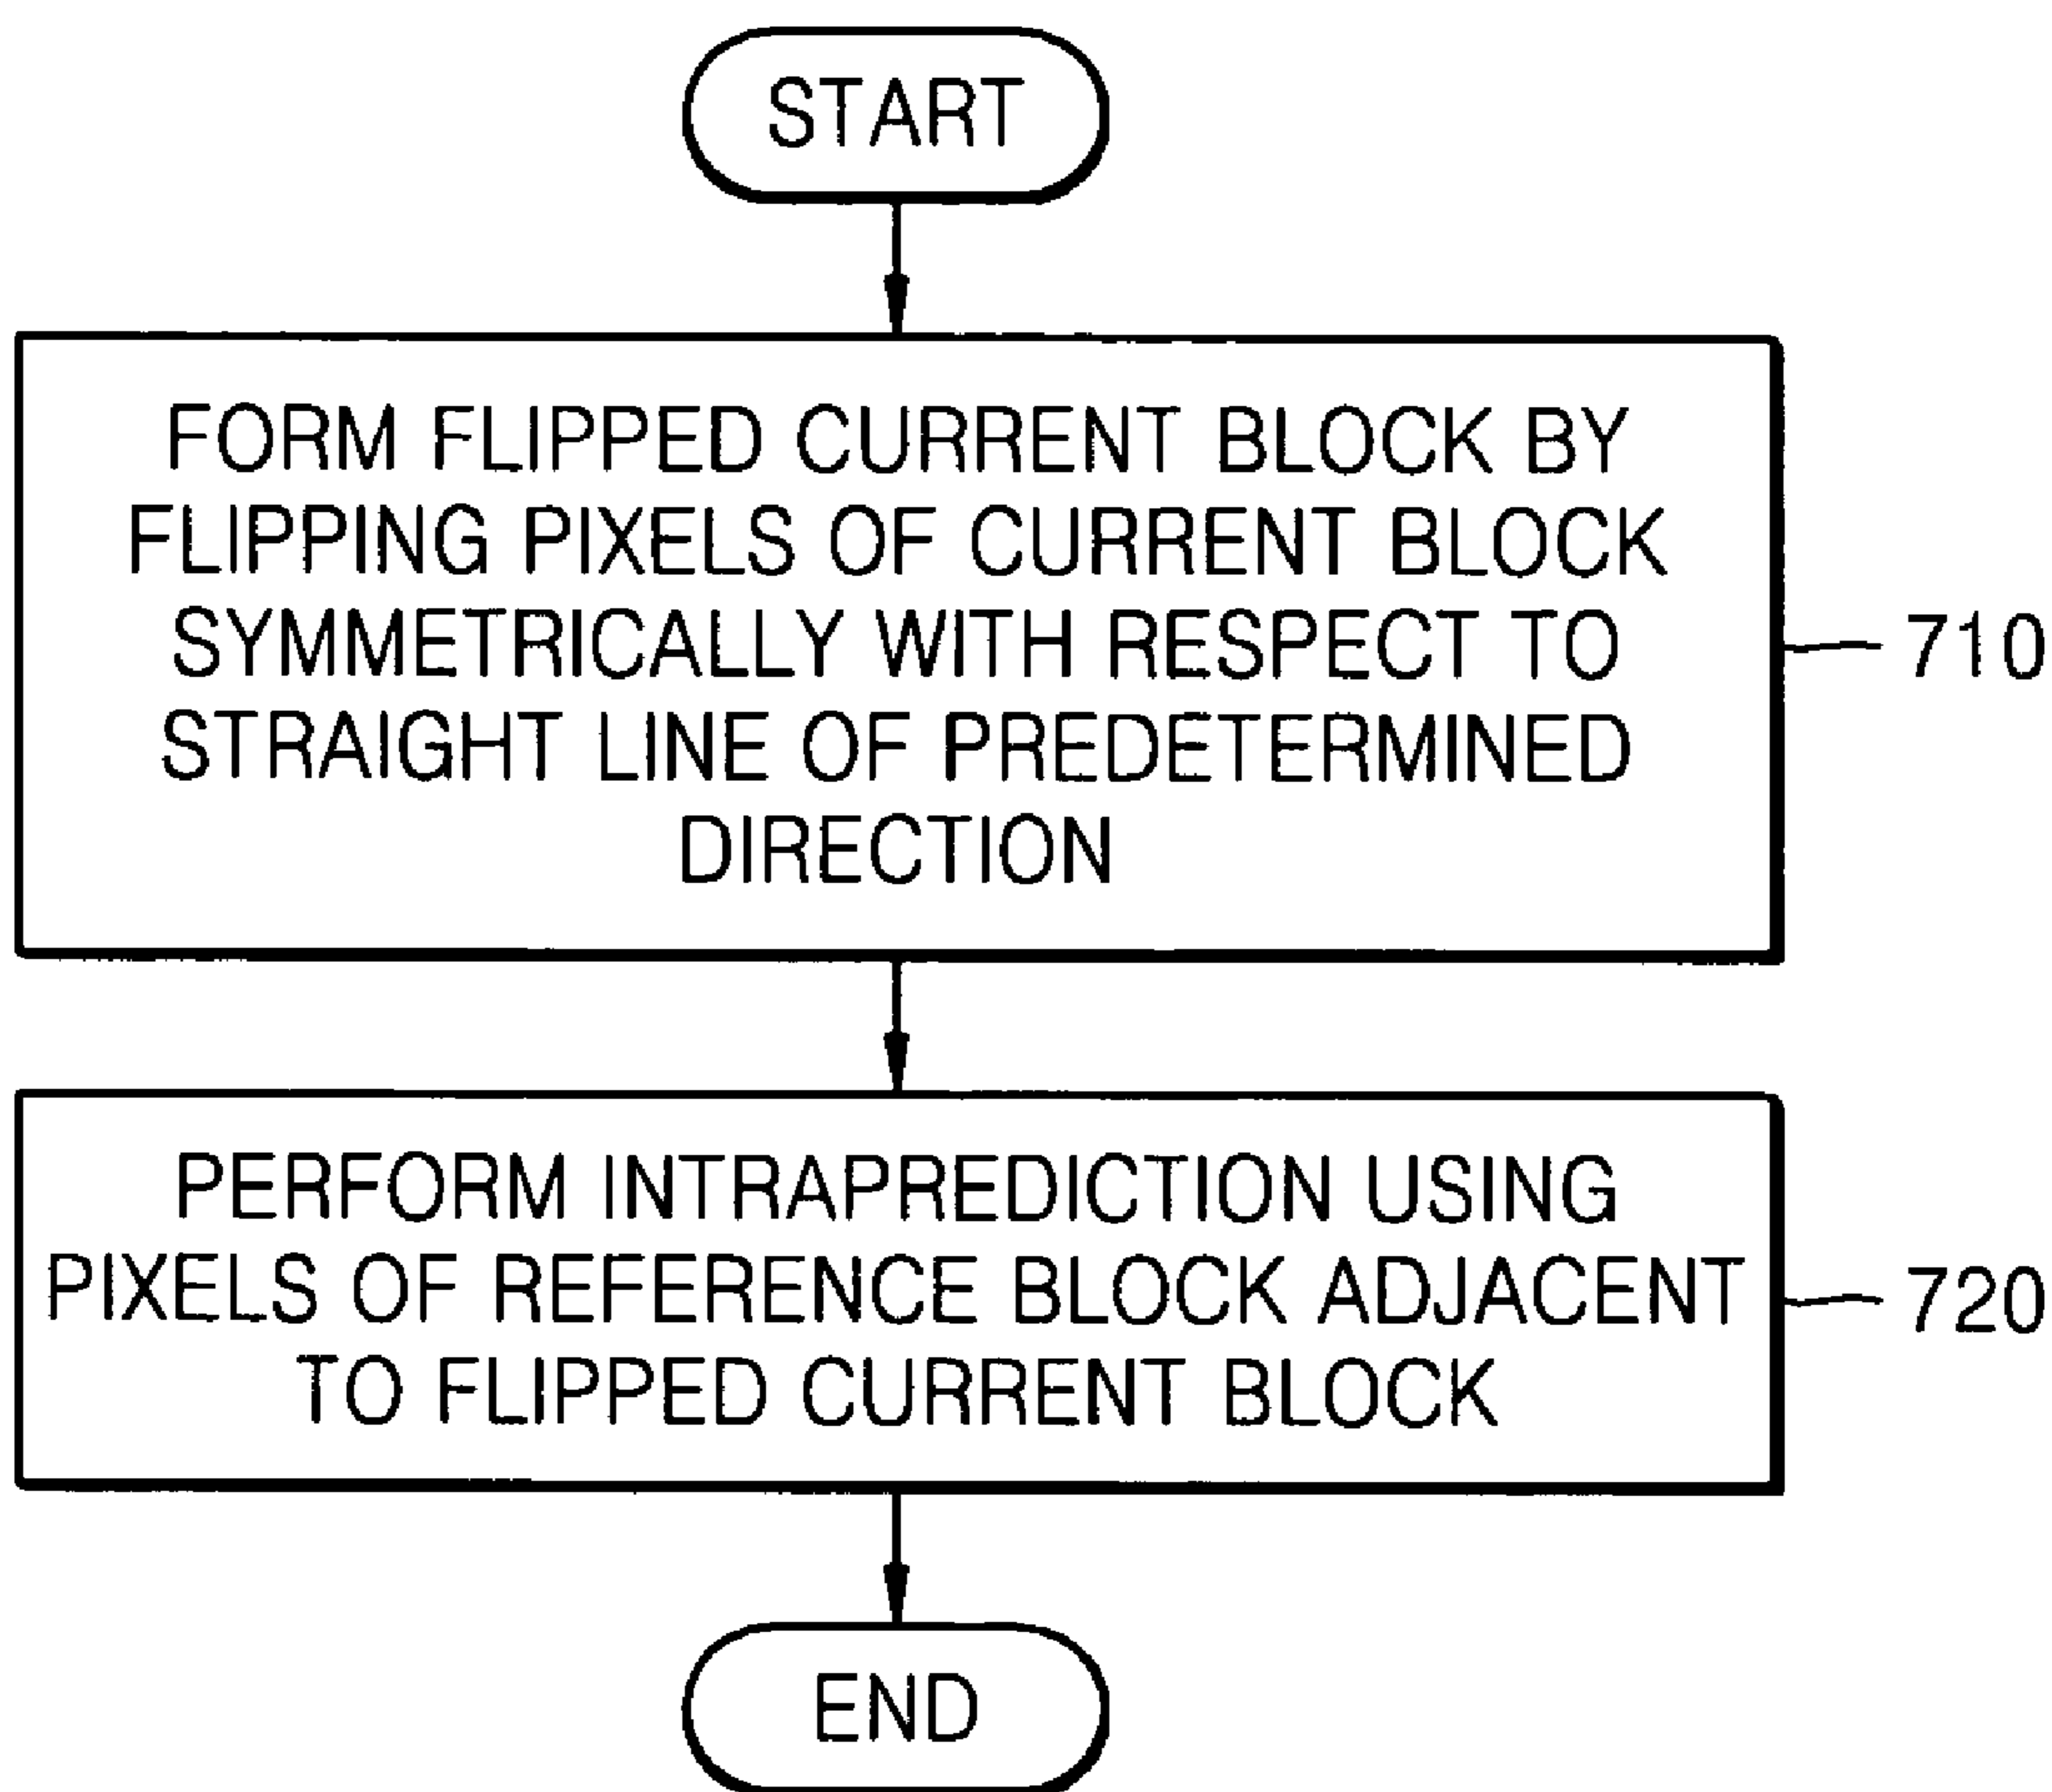 START
FORM FLIPPED CURRENT BLOCK BY
FLIPPING PIXELS OF CURRENT BLOCK
SYMMETRICALLY WITH RESPECT TO
STRAIGHT LINE OF PREDETERMINED
DIRECTION
710
PERFORM INTRAPREDICTION USING
PIXELS OF REFERENCE BLOCK ADJACENT
TO FLIPPED CURRENT BLOCK
720
END